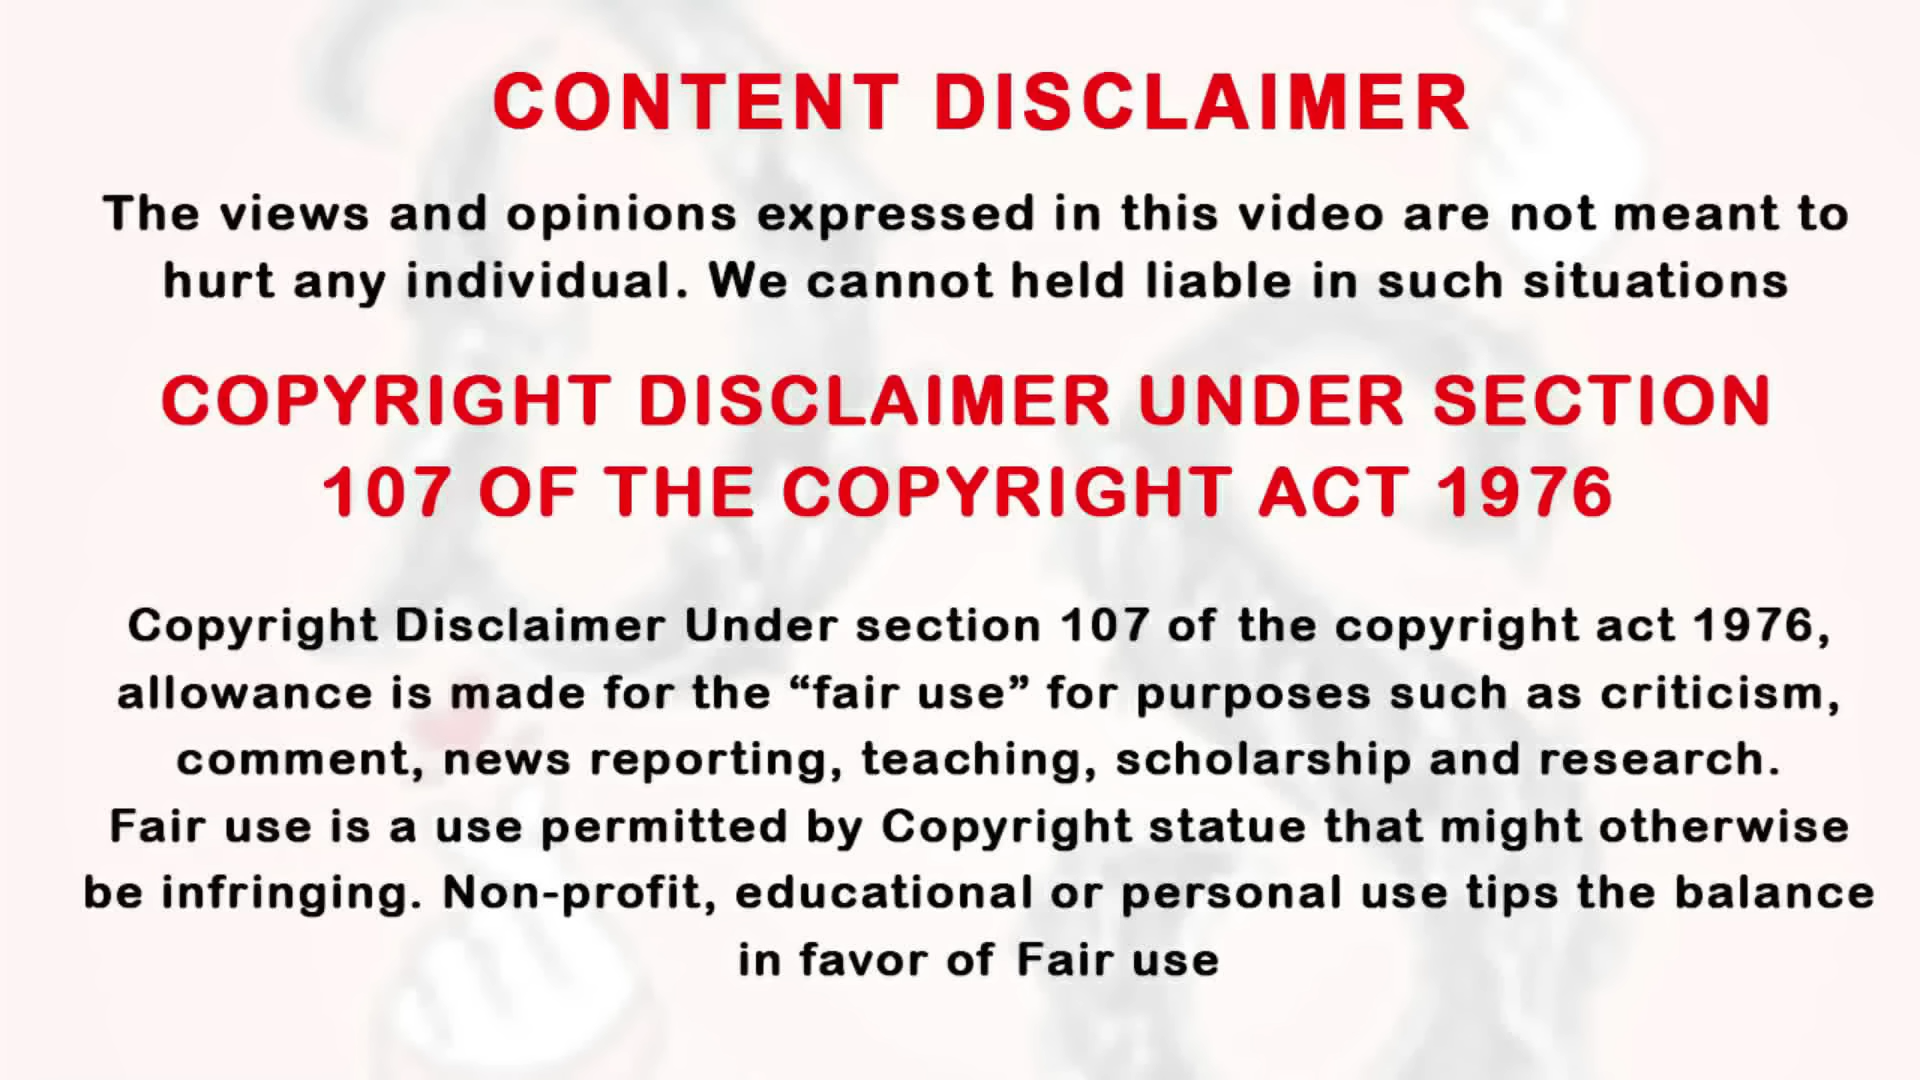 CONTENT DISCLAIMER
The views and opinions expressed in this video are not meant to
hurt any individual. We cannot held liable in such situations
COPYRIGHT DISCLAIMER UNDER SECTION
107 OF THE COPYRIGHT ACT 1976
Copyright Disclaimer Under section 107 of the copyright act 1976,
allowance is made for the “fair use” for purposes such as criticism,
comment, news reporting, teaching, scholarship and research.
Fair use is a use permitted by Copyright statue that might otherwise
be infringing. Non-profit, educational or personal use tips the balance
in favor of Fair use